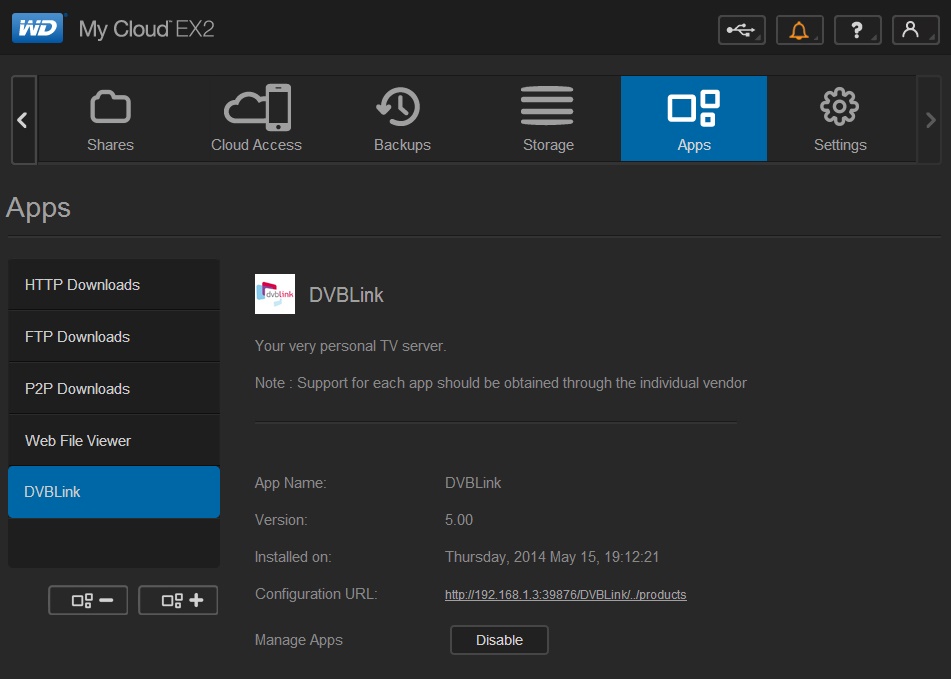 WD My Cloud™ EX2
?
Shares
Cloud Access
Backups
Storage
Apps
Settings
Apps
HTTP Downloads
FTP Downloads
P2P Downloads
Web File Viewer
DVBLink
dvblink
DVBLink
Your very personal TV server.
Note : Support for each app should be obtained through the individual vendor
App Name: DVBLink
Version: 5.00
Installed on: Thursday, 2014 May 15, 19:12:21
Configuration URL: http://192.168.1.3:39876/DVBLink/../products
Manage Apps Disable